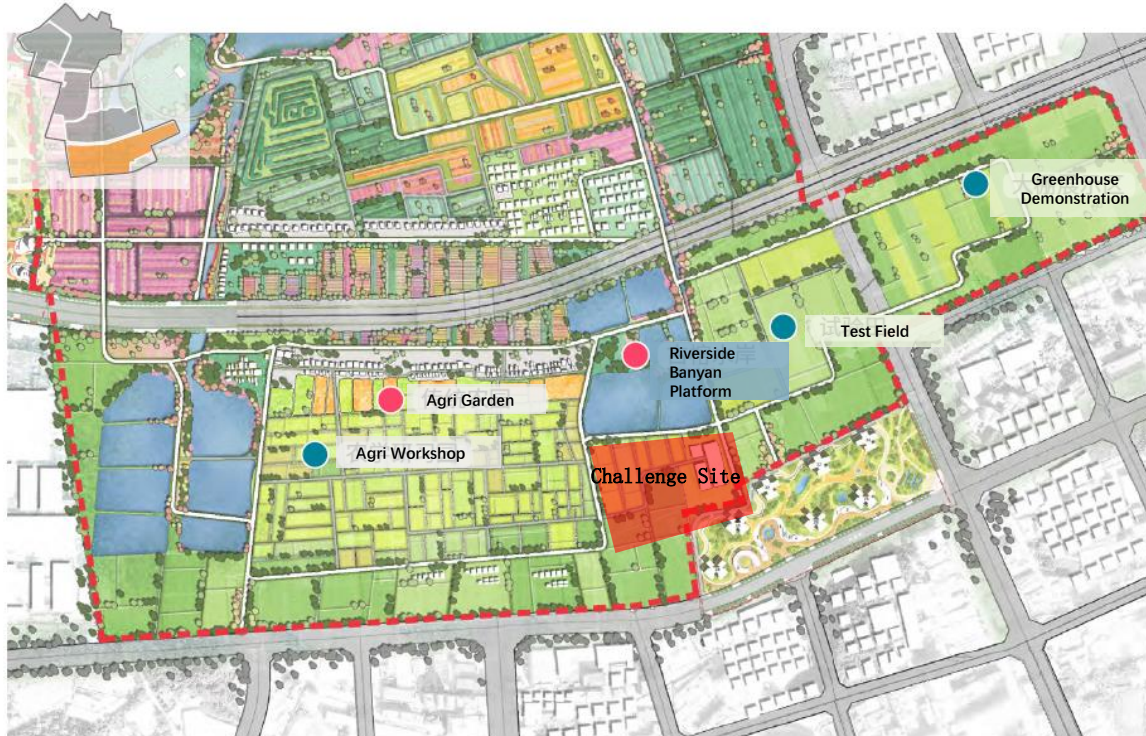 Greenhouse
Demonstration
Test Field
Riverside
Banyan
Platform
Agri Garden
Agri Workshop
Challenge Site